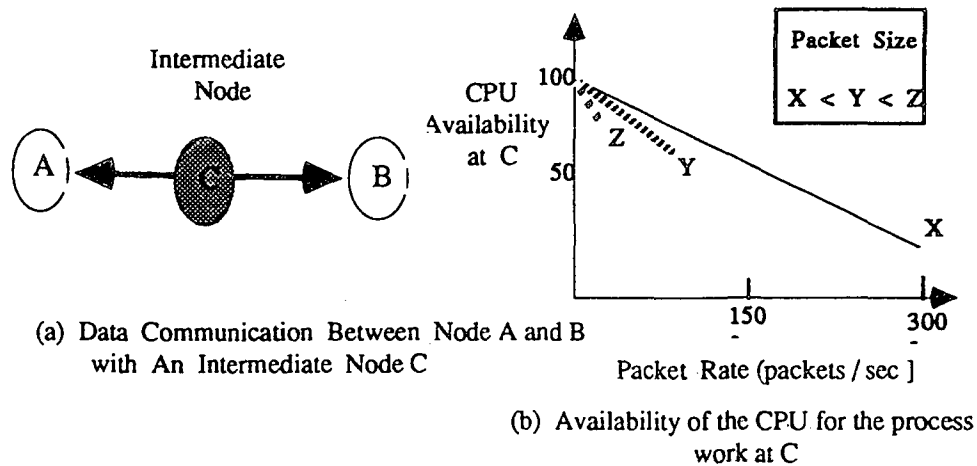 Intermediate
Node
A
C
B
(a) Data Communication Between Node A and B
with An Intermediate Node C
CPU
Availability
at C
100
50
Z
Y
X
150
300
Packet Size
X < Y < Z
Packet Rate (packets / sec ]
(b) Availability of the CPU for the process
work at C